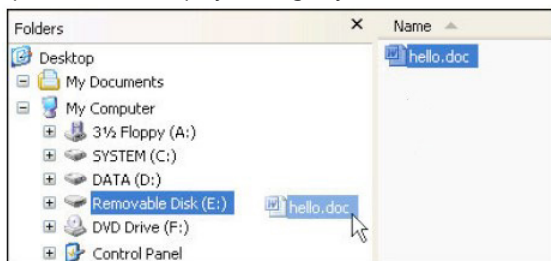 Folders
Name
Desktop
hello.doc
My Documents
My Computer
3½ Floppy (A:)
SYSTEM (C:)
DATA (D:)
Removable Disk (E:)
hello.doc
DVD Drive (F:)
Control Panel